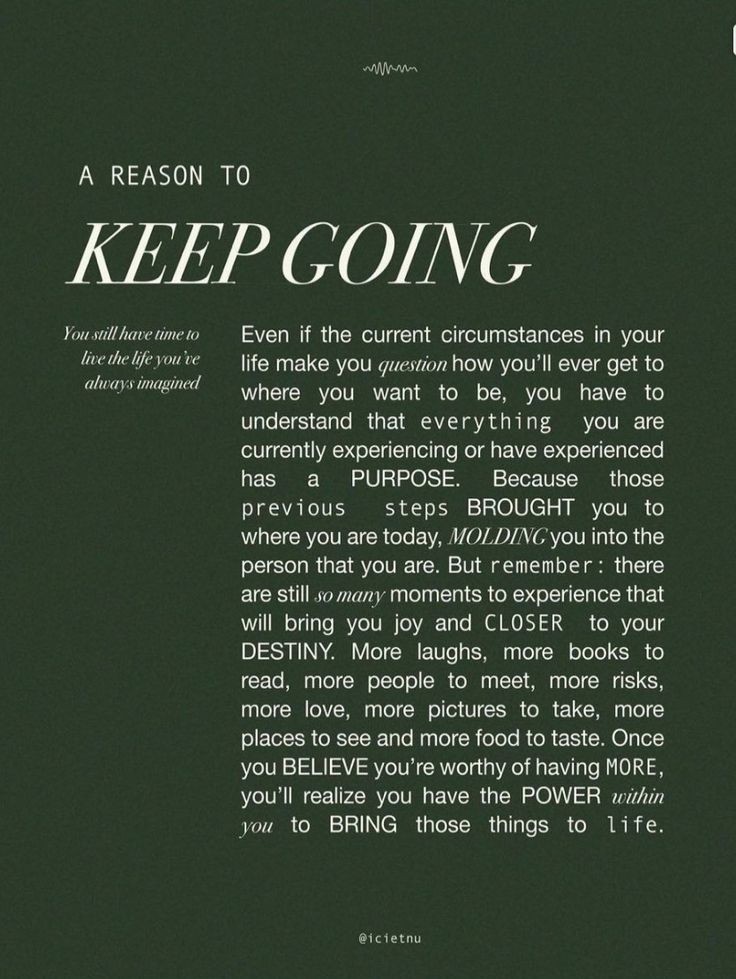 A REASON TO
KEEP GOING
You still have time to
live the life you've
always imagined
Even if the current circumstances in your
life make you question how you'll ever get to
where you want to be, you have to
understand that everything you are
currently experiencing or have experienced
has a PURPOSE. Because those
previous steps BROUGHT you to
where you are today, MOLDING you into the
person that you are. But remember: there
are still so many moments to experience that
will bring you joy and CLOSER to your
DESTINY. More laughs, more books to
read, more people to meet, more risks,
more love, more pictures to take, more
places to see and more food to taste. Once
you BELIEVE you're worthy of having MORE,
you'll realize you have the POWER within
you to BRING those things to life.
@icietnu